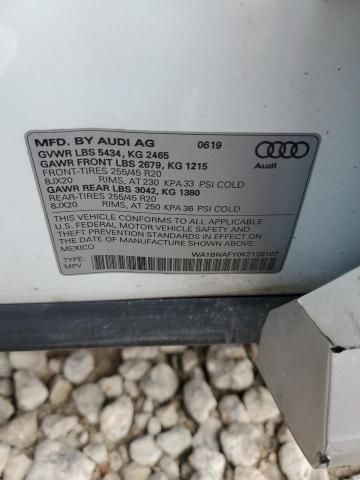 MFD. BY AUDI AG 0619
GVWR LBS 5434, KG 2465
GAWR FRONT LBS 2679, KG 1215
FRONT-TIRES 255/45 R20
8JX20 RIMS, AT 230 KPA 33 PSI COLD
GAWR REAR LBS 3042, KG 1380
REAR-TIRES 255/45 R20
8JX20 RIMS, AT 250 KPA 36 PSI COLD
Audi
THIS VEHICLE CONFORMS TO ALL APPLICABLE
U.S. FEDERAL MOTOR VEHICLE SAFETY AND
THEFT PREVENTION STANDARDS IN EFFECT ON
THE DATE OF MANUFACTURE SHOWN ABOVE.
MEXICO
TYPE:
MPV